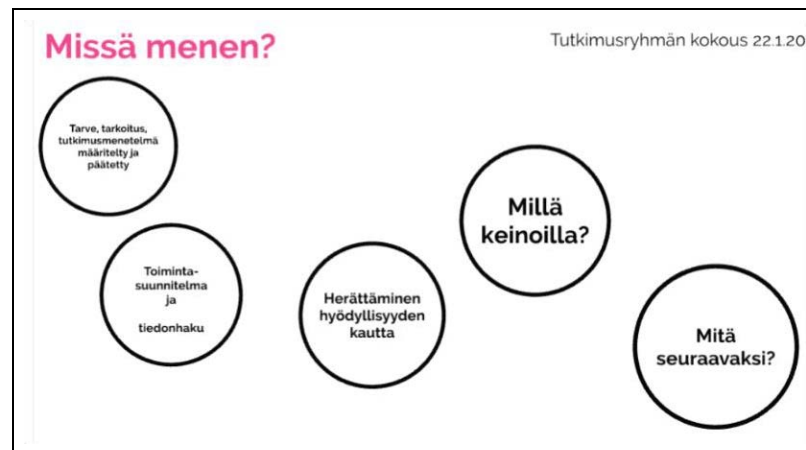 Missä menen?
Tutkimusryhmän kokous 22.1.20
Tarve, tarkoitus,
tutkimusmenetelmä
määritelty ja
päätetty
Toiminta-
suunnitelma
ja
tiedonhaku
Herättäminen
hyödyllisyyden
kautta
Millä
keinoilla?
Mitä
seuraavaksi?